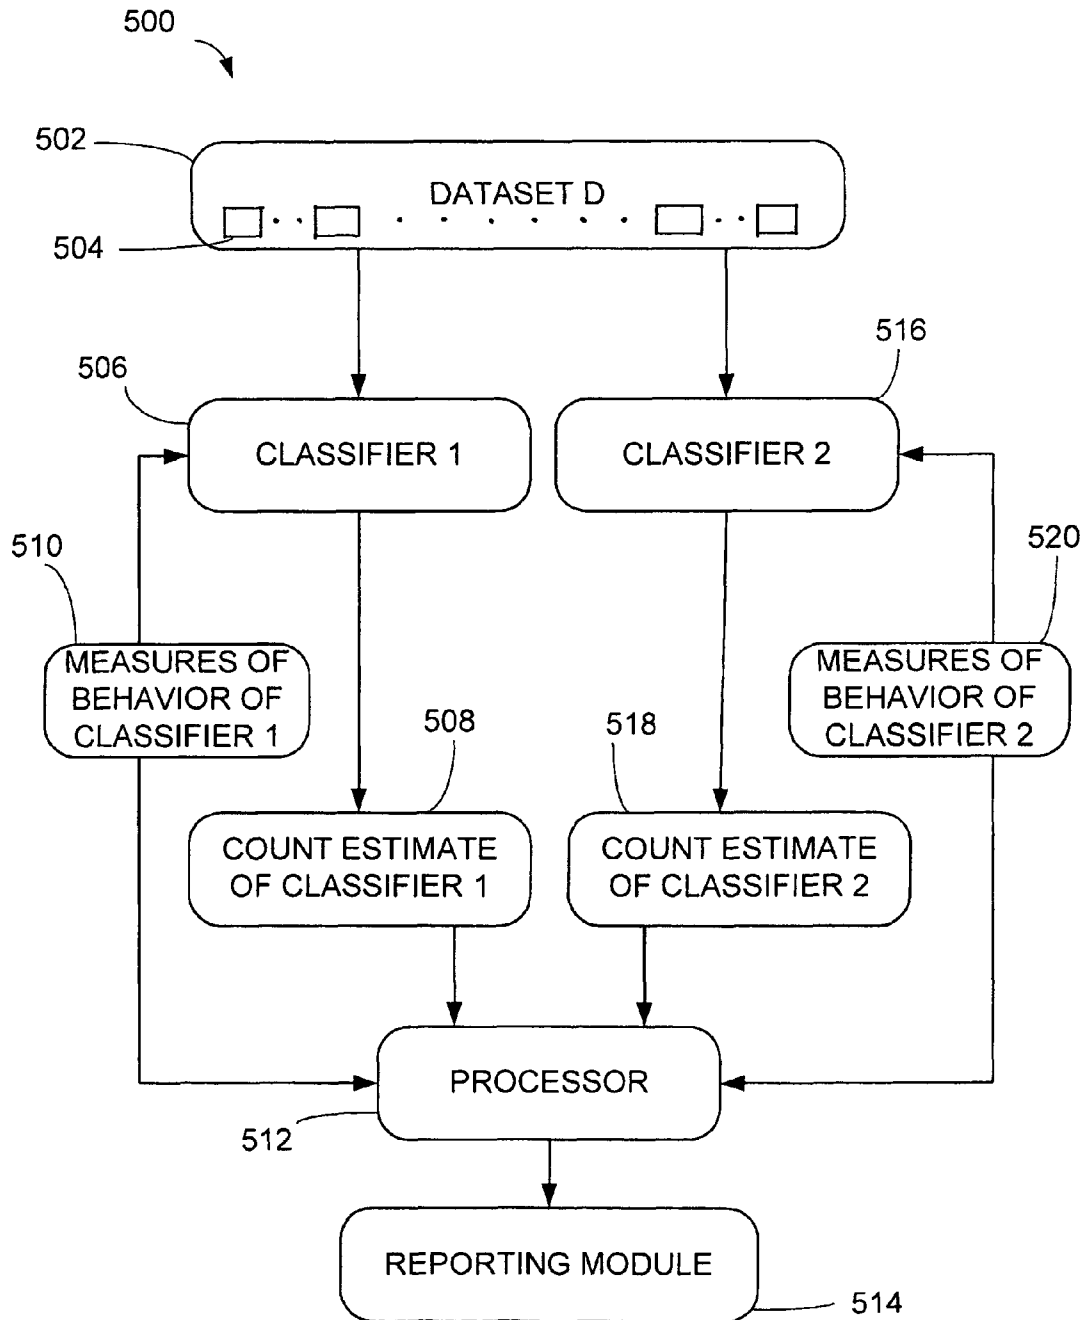 500
502
DATASET D
504
516
506
CLASSIFIER 1
CLASSIFIER 2
510
520
MEASURES OF
BEHAVIOR OF
CLASSIFIER 1
MEASURES OF
BEHAVIOR OF
CLASSIFIER 2
508
518
COUNT ESTIMATE
OF CLASSIFIER 1
COUNT ESTIMATE
OF CLASSIFIER 2
PROCESSOR
512
REPORTING MODULE
514